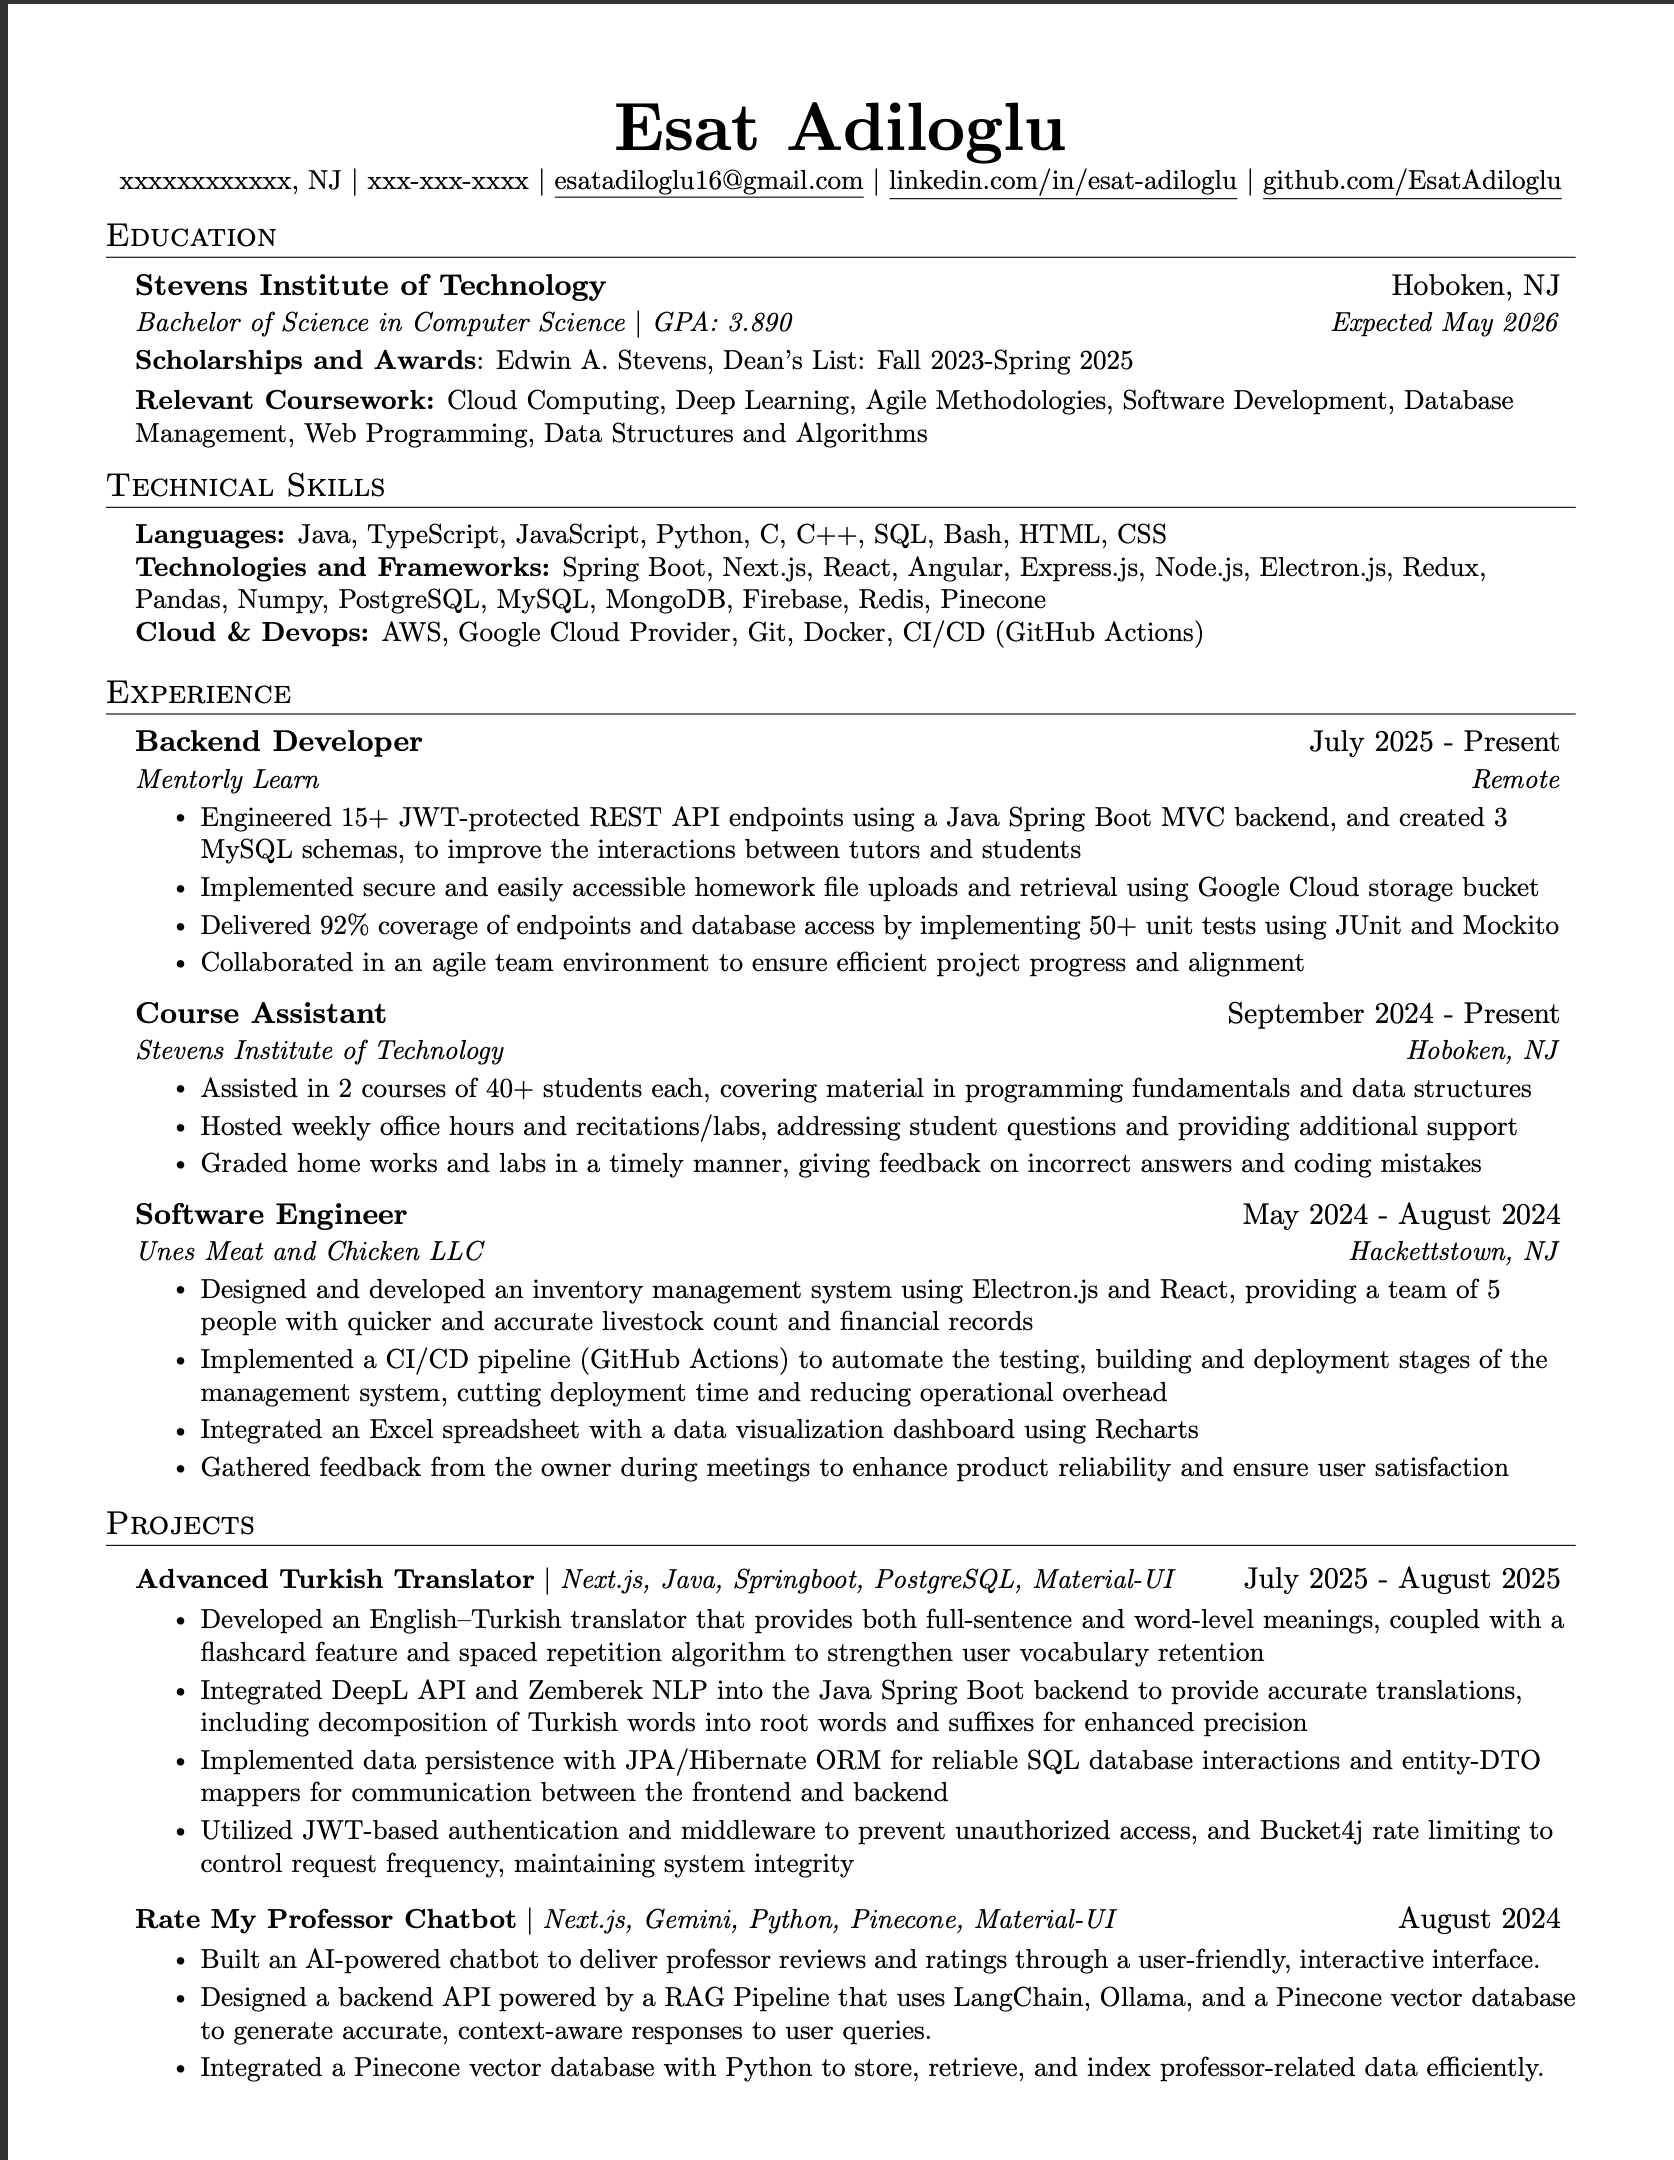 Esat Adiloglu
xxxxxxxxxxxx, NJ | xxx-xxx-xxxx | esatadiloglu16@gmail.com | linkedin.com/in/esat-adiloglu | github.com/EsatAdiloglu
Education
Stevens Institute of Technology Hoboken, NJ
Bachelor of Science in Computer Science | GPA: 3.890 Expected May 2026
Scholarships and Awards: Edwin A. Stevens, Dean's List: Fall 2023-Spring 2025
Relevant Coursework: Cloud Computing, Deep Learning, Agile Methodologies, Software Development, Database
Management, Web Programming, Data Structures and Algorithms
Technical Skills
Languages: Java, TypeScript, JavaScript, Python, C, C++, SQL, Bash, HTML, CSS
Technologies and Frameworks: Spring Boot, Next.js, React, Angular, Express.js, Node.js, Electron.js, Redux,
Pandas, Numpy, PostgreSQL, MySQL, MongoDB, Firebase, Redis, Pinecone
Cloud & Devops: AWS, Google Cloud Provider, Git, Docker, CI/CD (GitHub Actions)
Experience
Backend Developer July 2025 - Present
Mentorly Learn Remote
• Engineered 15+ JWT-protected REST API endpoints using a Java Spring Boot MVC backend, and created 3
MySQL schemas, to improve the interactions between tutors and students
• Implemented secure and easily accessible homework file uploads and retrieval using Google Cloud storage bucket
• Delivered 92% coverage of endpoints and database access by implementing 50+ unit tests using JUnit and Mockito
• Collaborated in an agile team environment to ensure efficient project progress and alignment
Course Assistant September 2024 - Present
Stevens Institute of Technology Hoboken, NJ
• Assisted in 2 courses of 40+ students each, covering material in programming fundamentals and data structures
• Hosted weekly office hours and recitations/labs, addressing student questions and providing additional support
• Graded home works and labs in a timely manner, giving feedback on incorrect answers and coding mistakes
Software Engineer May 2024 - August 2024
Unes Meat and Chicken LLC Hackettstown, NJ
• Designed and developed an inventory management system using Electron.js and React, providing a team of 5
people with quicker and accurate livestock count and financial records
• Implemented a CI/CD pipeline (GitHub Actions) to automate the testing, building and deployment stages of the
management system, cutting deployment time and reducing operational overhead
• Integrated an Excel spreadsheet with a data visualization dashboard using Recharts
• Gathered feedback from the owner during meetings to enhance product reliability and ensure user satisfaction
Projects
Advanced Turkish Translator | Next.js, Java, Springboot, PostgreSQL, Material-UI July 2025 - August 2025
• Developed an English–Turkish translator that provides both full-sentence and word-level meanings, coupled with a
flashcard feature and spaced repetition algorithm to strengthen user vocabulary retention
• Integrated DeepL API and Zemberek NLP into the Java Spring Boot backend to provide accurate translations,
including decomposition of Turkish words into root words and suffixes for enhanced precision
• Implemented data persistence with JPA/Hibernate ORM for reliable SQL database interactions and entity-DTO
mappers for communication between the frontend and backend
• Utilized JWT-based authentication and middleware to prevent unauthorized access, and Bucket4j rate limiting to
control request frequency, maintaining system integrity
Rate My Professor Chatbot | Next.js, Gemini, Python, Pinecone, Material-UI August 2024
• Built an AI-powered chatbot to deliver professor reviews and ratings through a user-friendly, interactive interface.
• Designed a backend API powered by a RAG Pipeline that uses LangChain, Ollama, and a Pinecone vector database
to generate accurate, context-aware responses to user queries.
• Integrated a Pinecone vector database with Python to store, retrieve, and index professor-related data efficiently.